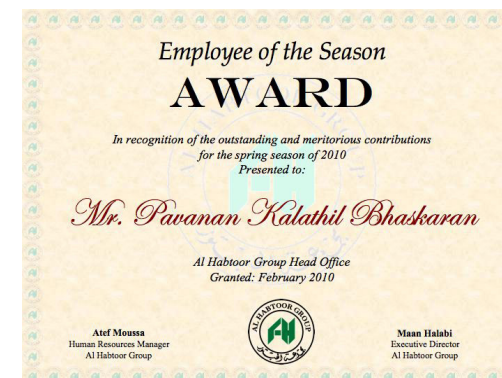 Employee of the Season
AWARD
In recognition of the outstanding and meritorious contributions
for the spring season of 2010
Presented to:
Mr. Pavanan Kalathil Bhaskaran
Al Habtoor Group Head Office
Granted: February 2010
AL HABTOOR GROUP
Atef Moussa
Human Resources Manager
Al Habtoor Group
Maan Halabi
Executive Director
Al Habtoor Group